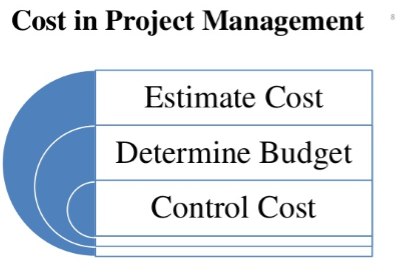 Cost in Project Management
Estimate Cost
Determine Budget
Control Cost